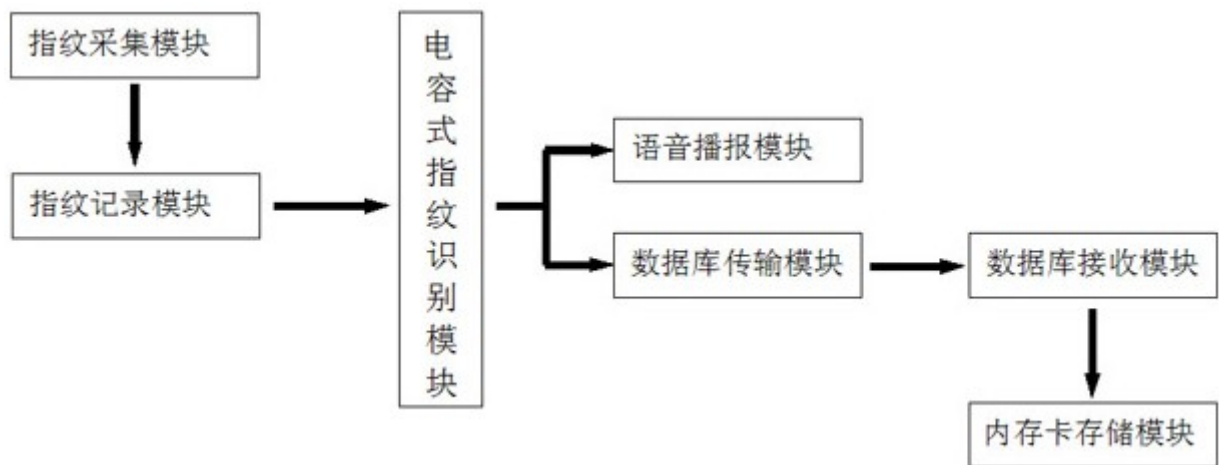 指纹采集模块
指纹记录模块
电容式指纹识别模块
语音播报模块
数据库传输模块
数据库接收模块
内存卡存储模块